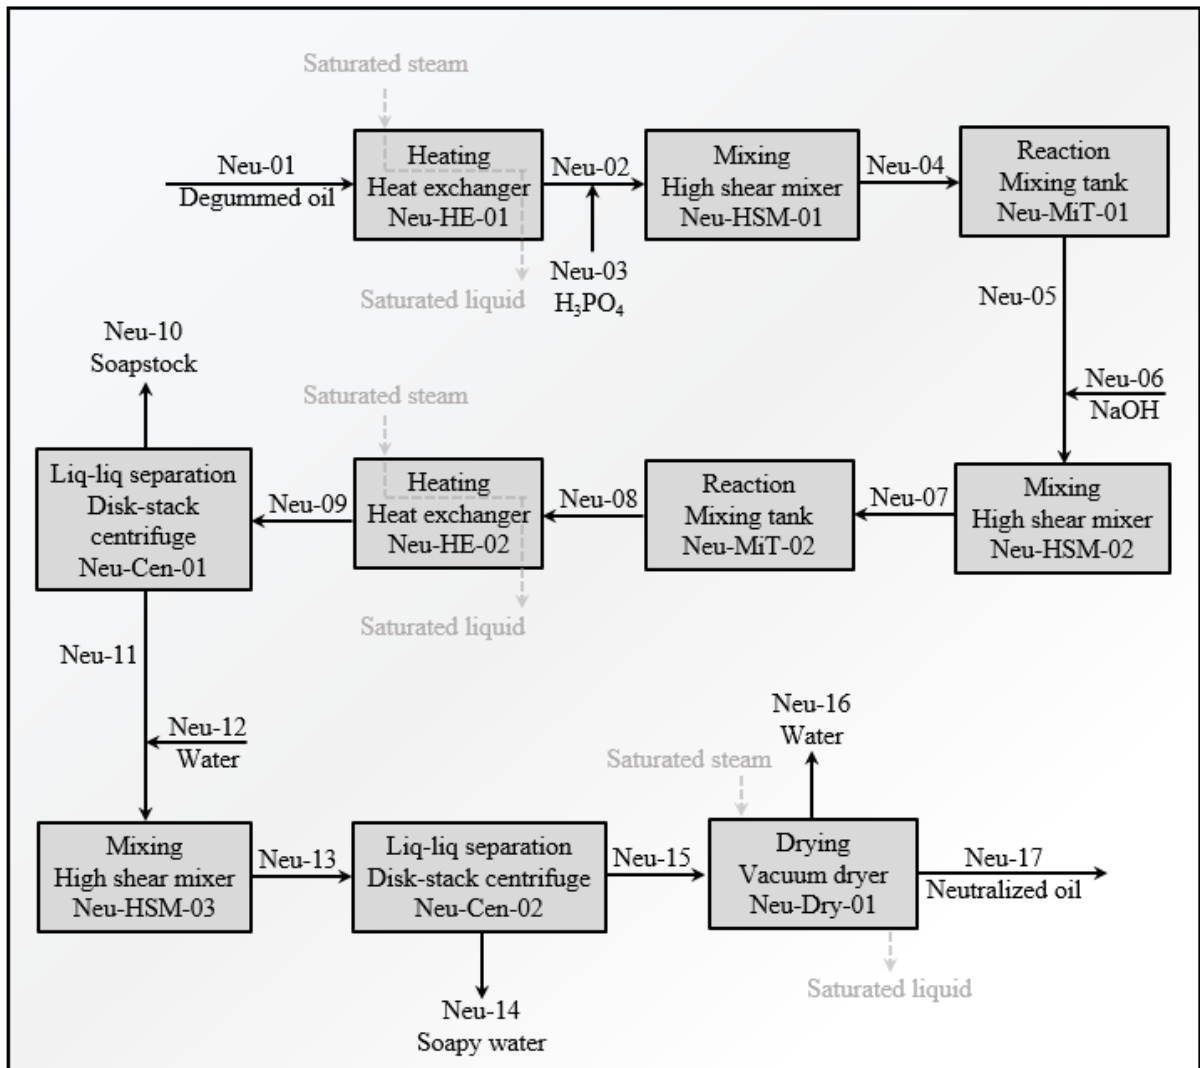 Saturated steam
Neu-01
Degummed oil
Heating
Heat exchanger
Neu-HE-01
Neu-02
Neu-03
H₃PO₄
Saturated liquid
Mixing
High shear mixer
Neu-HSM-01
Neu-04
Reaction
Mixing tank
Neu-MiT-01
Neu-05
Neu-06
NaOH
Mixing
High shear mixer
Neu-HSM-02
Neu-07
Reaction
Mixing tank
Neu-MiT-02
Neu-08
Saturated steam
Heating
Heat exchanger
Neu-HE-02
Saturated liquid
Neu-09
Neu-10
Soapstock
Liq-liq separation
Disk-stack
centrifuge
Neu-Cen-01
Neu-11
Neu-12
Water
Mixing
High shear mixer
Neu-HSM-03
Neu-13
Liq-liq separation
Disk-stack centrifuge
Neu-Cen-02
Neu-14
Soapy water
Neu-15
Saturated steam
Neu-16
Water
Drying
Vacuum dryer
Neu-Dry-01
Neu-17
Neutralized oil
Saturated liquid